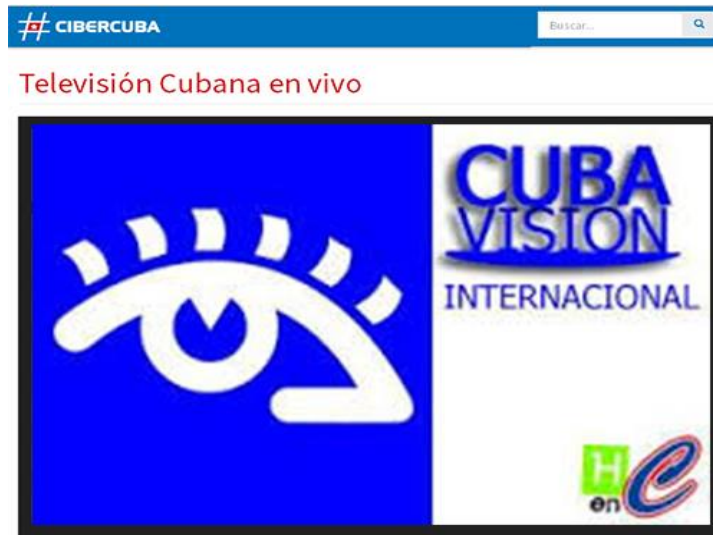 CIBERCUBA
Buscar...
Televisión Cubana en vivo
CUBA
VISION
INTERNACIONAL
H
en
C